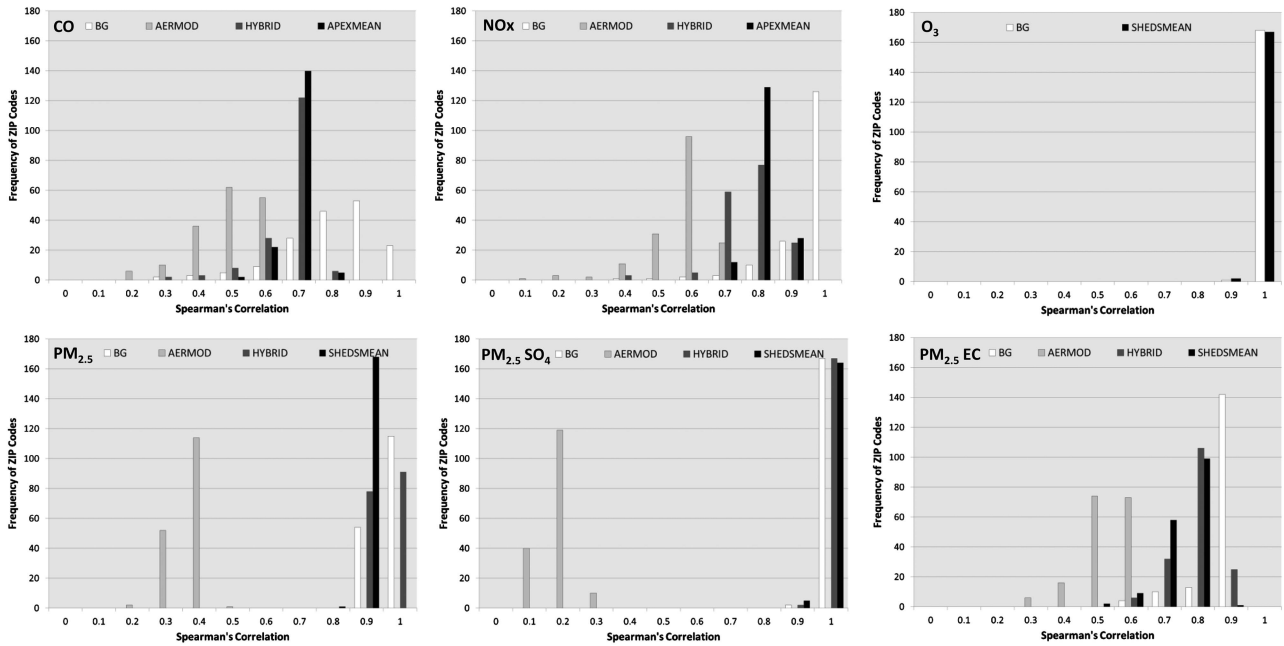 CO BG AERMOD HYBRID APEXMEAN
Frequency of ZIP Codes
180
160
140
120
100
80
60
40
20
0
0 0.1 0.2 0.3 0.4 0.5 0.6 0.7 0.8 0.9 1
Spearman's Correlation
NOx BG AERMOD HYBRID APEXMEAN
Frequency of ZIP Codes
180
160
140
120
100
80
60
40
20
0
0 0.1 0.2 0.3 0.4 0.5 0.6 0.7 0.8 0.9 1
Spearman's Correlation
O3 BG SHEDSMEAN
Frequency of ZIP Codes
180
160
140
120
100
80
60
40
20
0
0 0.1 0.2 0.3 0.4 0.5 0.6 0.7 0.8 0.9 1
Spearman's Correlation
PM2.5 BG AERMOD HYBRID SHEDSMEAN
Frequency of ZIP Codes
180
160
140
120
100
80
60
40
20
0
0 0.1 0.2 0.3 0.4 0.5 0.6 0.7 0.8 0.9 1
Spearman's Correlation
PM2.5 SO4 BG AERMOD HYBRID SHEDSMEAN
Frequency of ZIP Codes
180
160
140
120
100
80
60
40
20
0
0 0.1 0.2 0.3 0.4 0.5 0.6 0.7 0.8 0.9 1
Spearman's Correlation
PM2.5 EC BG AERMOD HYBRID SHEDSMEAN
Frequency of ZIP Codes
180
160
140
120
100
80
60
40
20
0
0 0.1 0.2 0.3 0.4 0.5 0.6 0.7 0.8 0.9 1
Spearman's Correlation